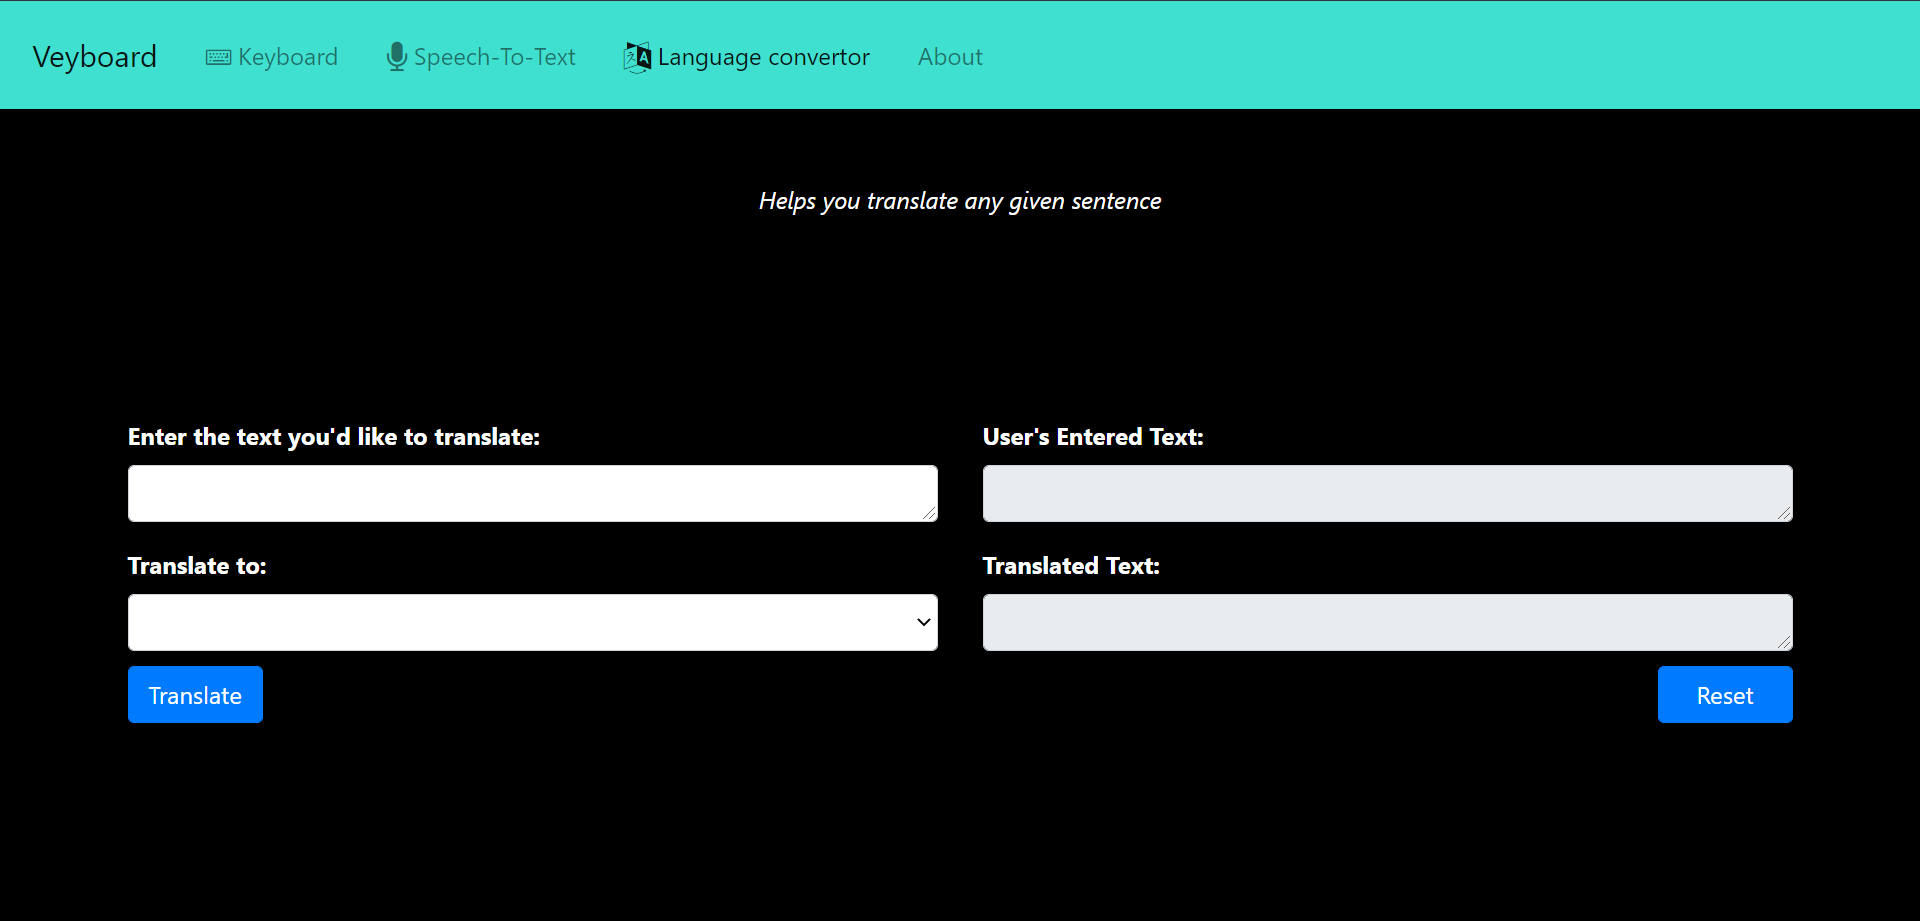 Veyboard Keyboard Speech-To-Text Language convertor About
Helps you translate any given sentence
Enter the text you'd like to translate:
User's Entered Text:
Translate to:
Translated Text:
Translate
Reset